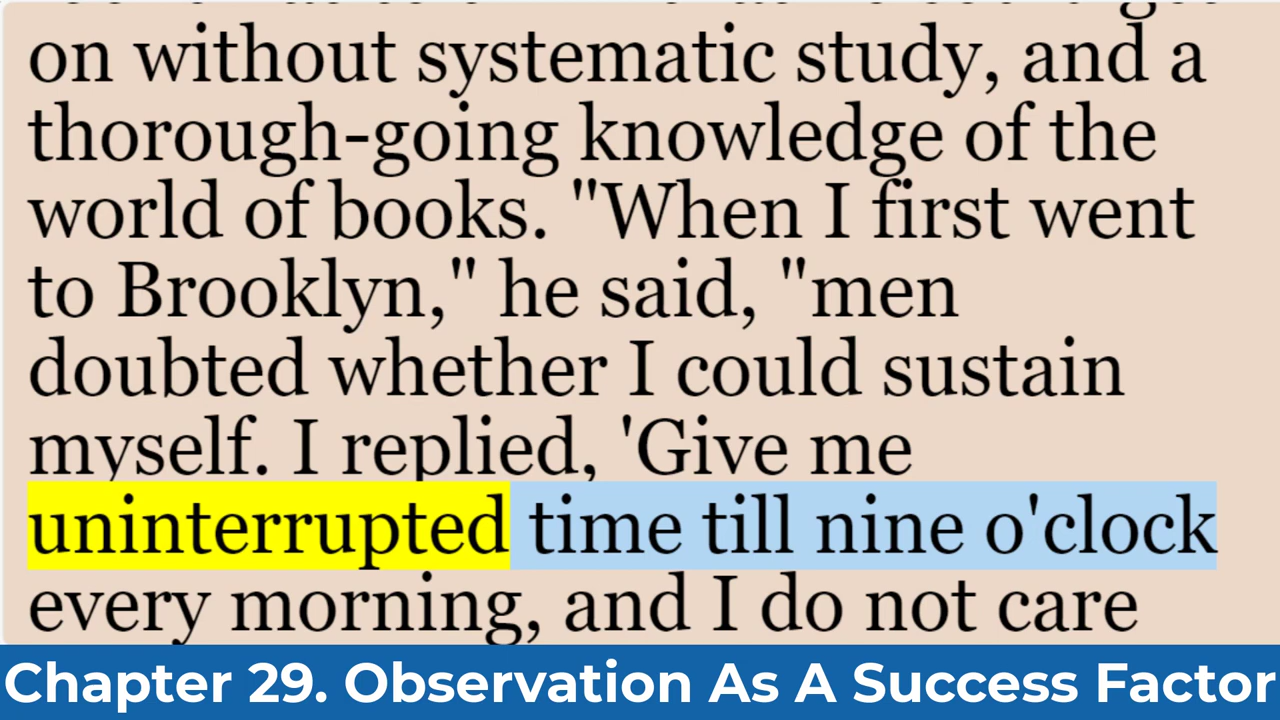 on without systematic study, and a
thorough-going knowledge of the
world of books. "When I first went
to Brooklyn," he said, "men
doubted whether I could sustain
myself. I replied, 'Give me
uninterrupted time till nine o'clock
every morning, and I do not care
Chapter 29. Observation As A Success Factor